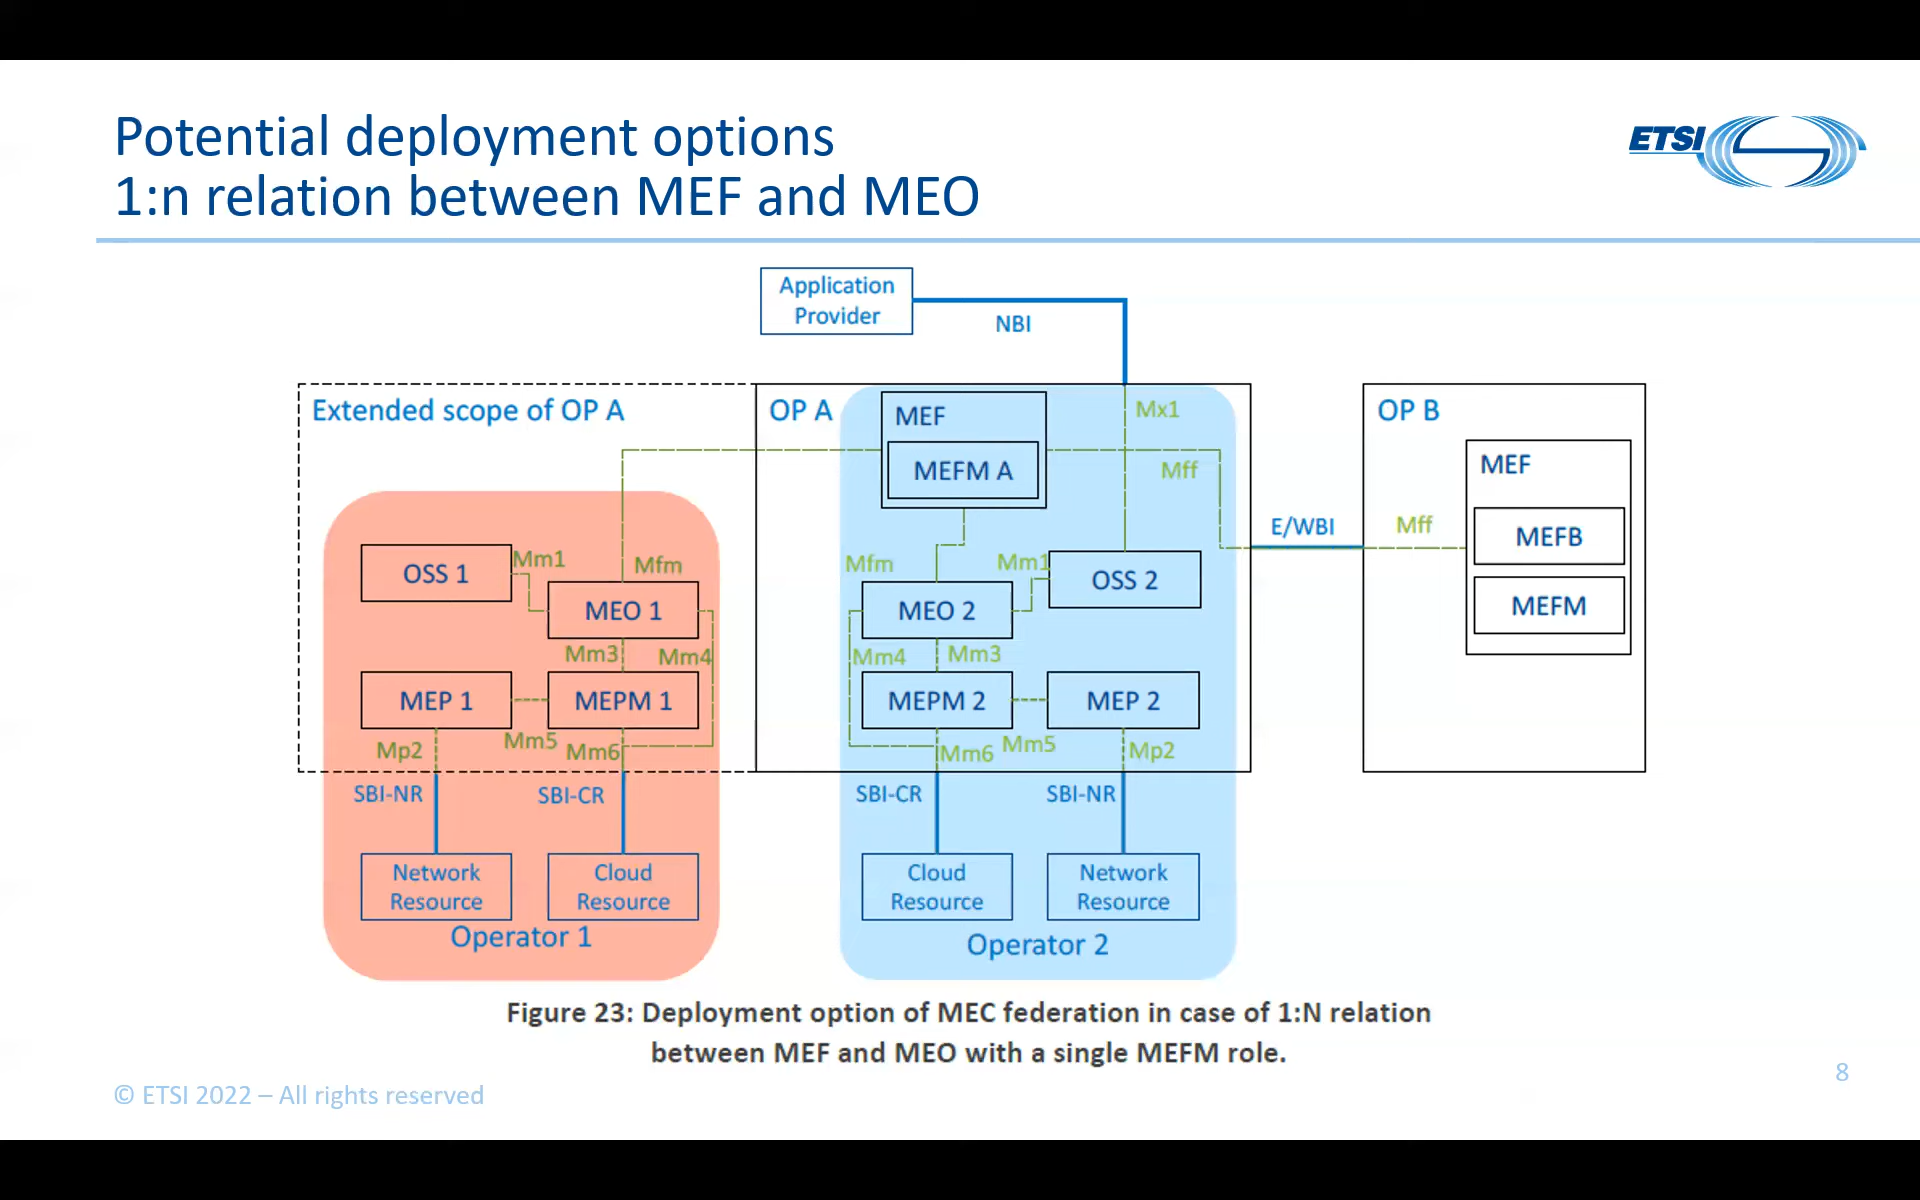 Potential deployment options
1:n relation between MEF and MEO
ETSI
Application
Provider
NBI
Extended scope of OP A
OP A
MEF
MEFM A
Mx1
Mff
OP B
MEF
MEFB
MEFM
E/WBI
Mff
OSS 1
Mm1
Mfm
MEO 1
Mm3
Mm4
MEP 1
MEPM 1
Mp2
Mm5
Mm6
SBI-NR
SBI-CR
Network
Resource
Cloud
Resource
Operator 1
Mfm
Mm1
OSS 2
MEO 2
Mm4
Mm3
MEPM 2
MEP 2
Mm6
Mm5
Mp2
SBI-CR
SBI-NR
Cloud
Resource
Network
Resource
Operator 2
Figure 23: Deployment option of MEC federation in case of 1:N relation
between MEF and MEO with a single MEFM role.
© ETSI 2022 – All rights reserved
8